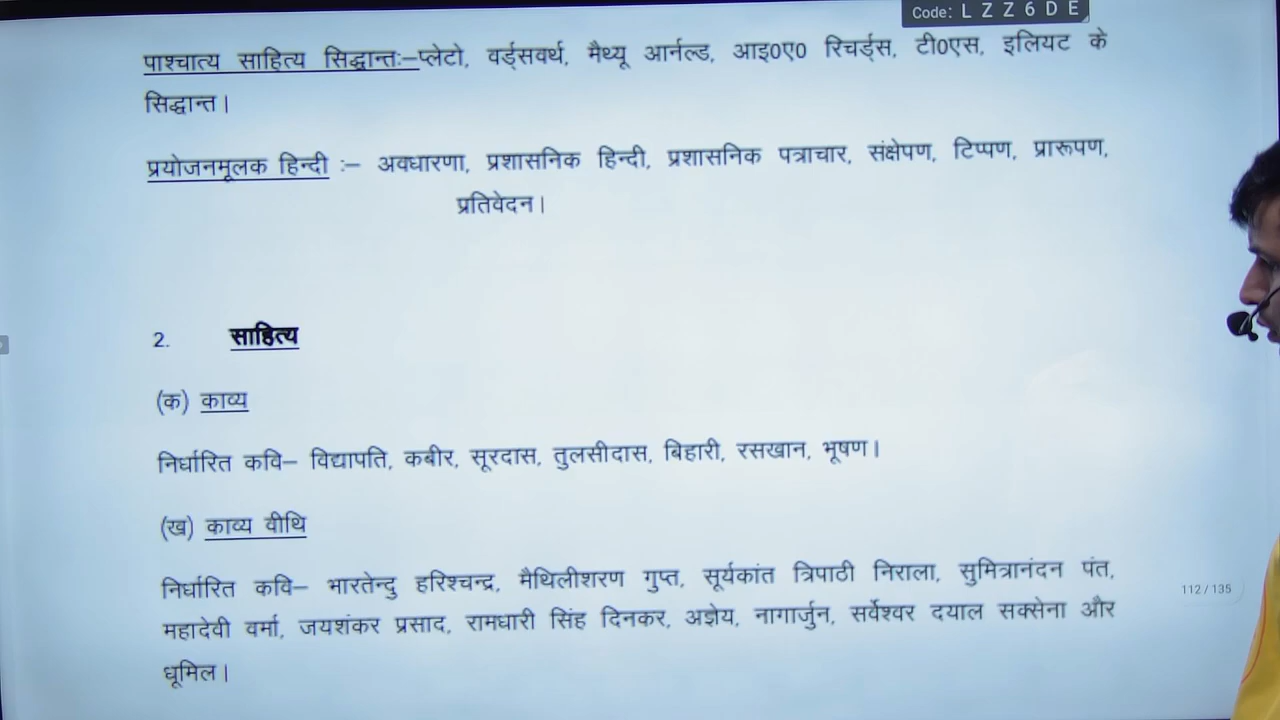 Code: L Z Z 6 D E
पाश्चात्य साहित्य सिद्धान्तः–प्लेटो, वर्ड्सवर्थ, मैथ्यू आर्नल्ड, आइ0ए0 रिचर्ड्स, टी0एस, इलियट के
सिद्धान्त।
प्रयोजनमूलक हिन्दी :– अवधारणा, प्रशासनिक हिन्दी, प्रशासनिक पत्राचार, संक्षेपण, टिप्पण, प्रारूपण,
प्रतिवेदन।
2. साहित्य
(क) काव्य
निर्धारित कवि– विद्यापति, कबीर, सूरदास, तुलसीदास, बिहारी, रसखान, भूषण।
(ख) काव्य वीथि
निर्धारित कवि– भारतेन्दु हरिश्चन्द्र, मैथिलीशरण गुप्त, सूर्यकांत त्रिपाठी निराला, सुमित्रानंदन पंत,
112 / 135
महादेवी वर्मा, जयशंकर प्रसाद, रामधारी सिंह दिनकर, अज्ञेय, नागार्जुन, सर्वेश्वर दयाल सक्सेना और
धूमिल।